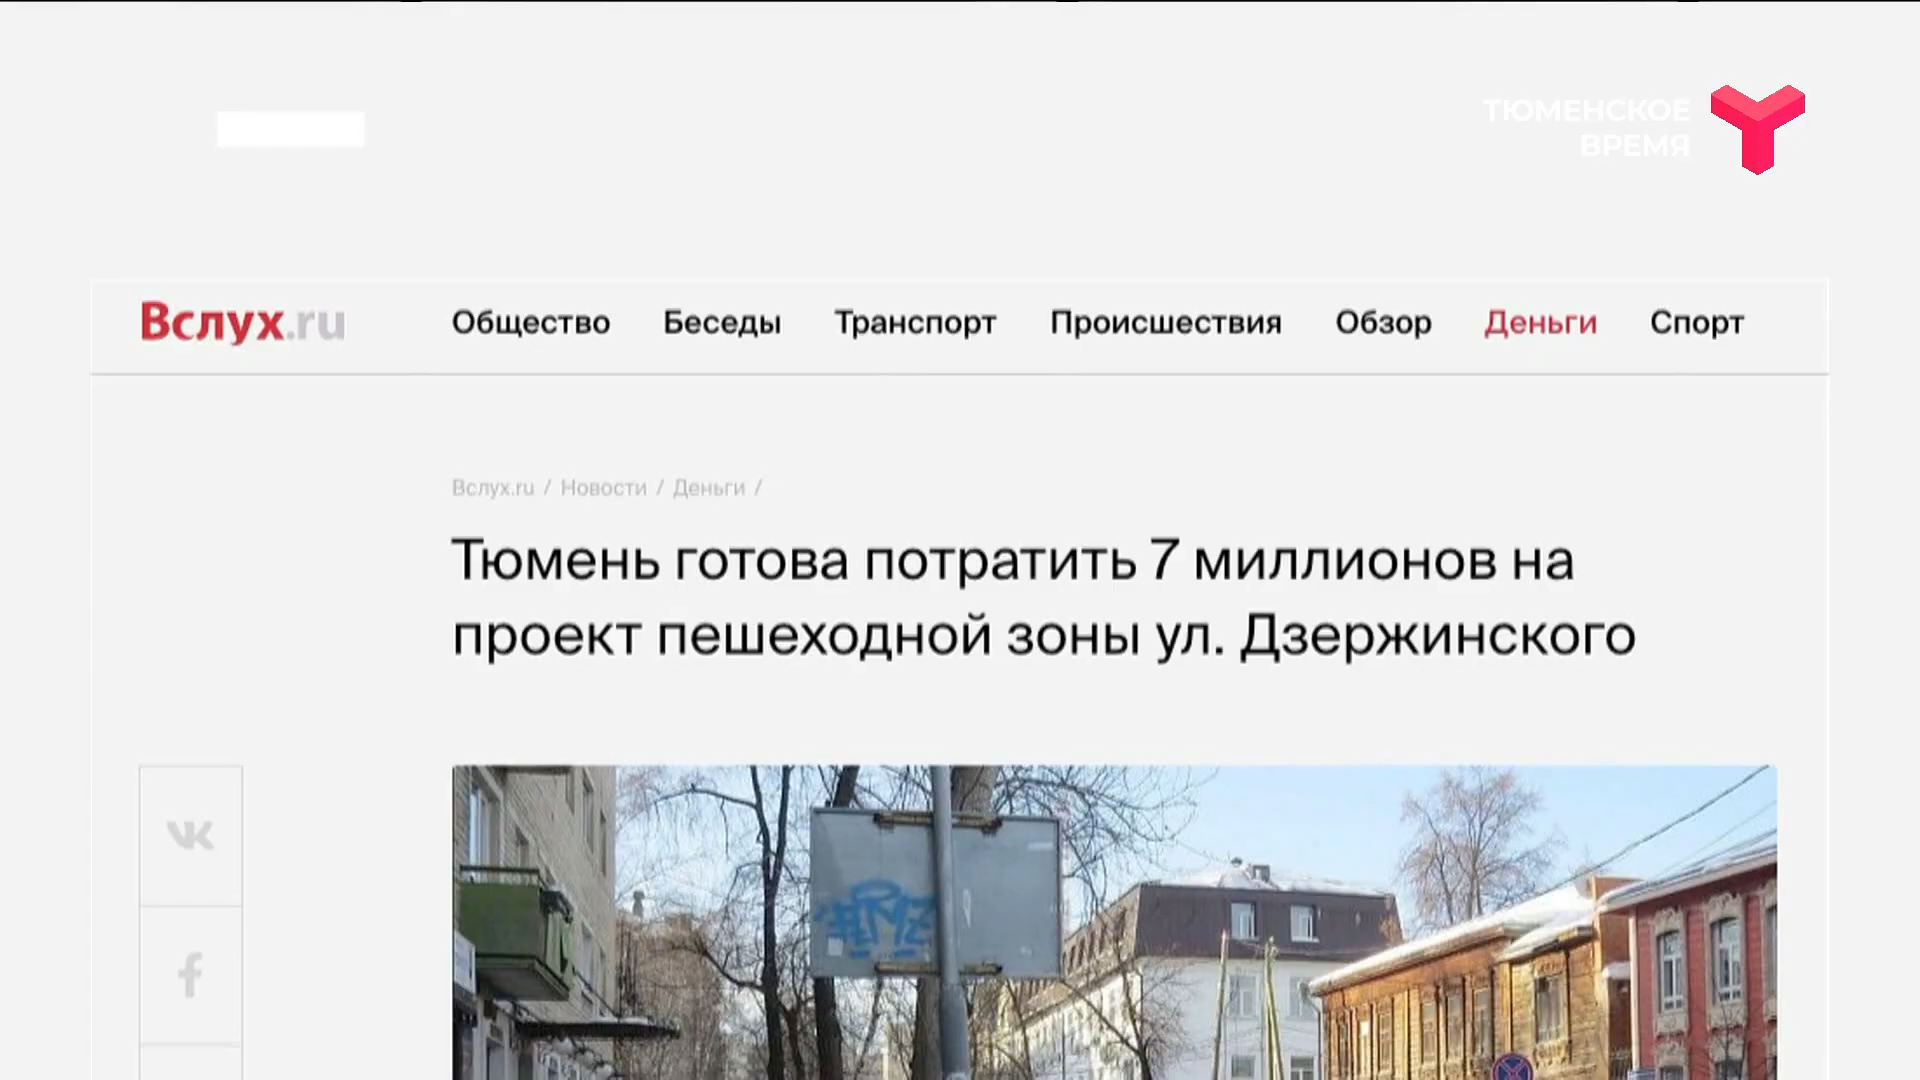 ТЮМЕНСКОЕ
ВРЕМЯ
Вслух.ru
Общество Беседы Транспорт Происшествия Обзор Деньги Спорт
Вслух.ru / Новости / Деньги /
Тюмень готова потратить 7 миллионов на
проект пешеходной зоны ул. Дзержинского